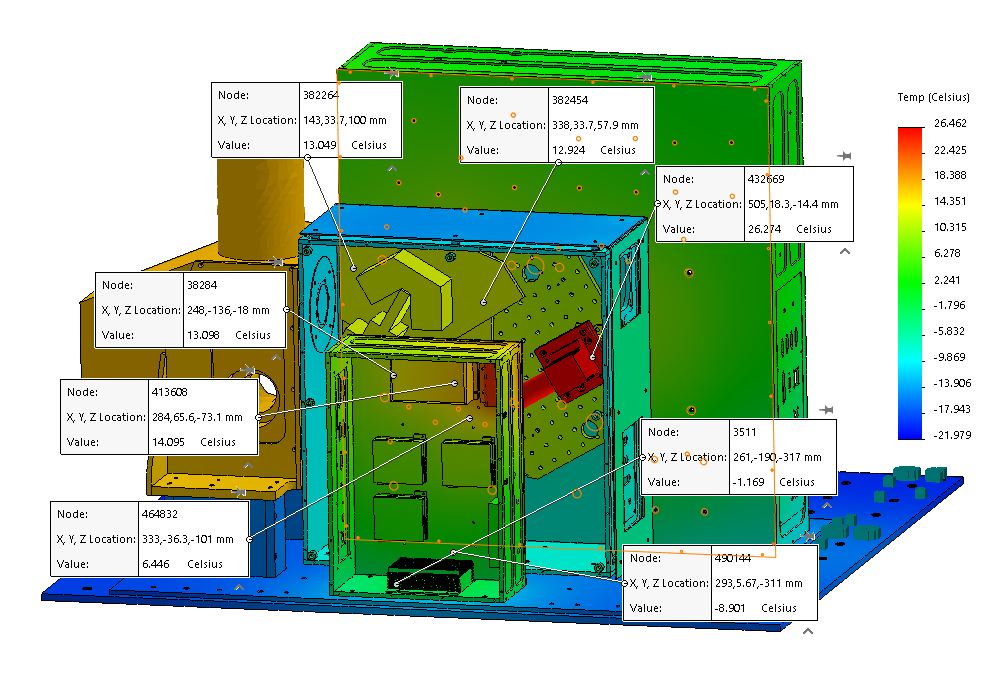 Temp (Celsius)
26.462
22.425
18.388
14.351
10.315
6.278
2.241
-1.796
-5.832
-9.869
-13.906
-17.943
-21.979
Node: 382264
X, Y, Z Location: 143,33.7,100 mm
Value: 13.049 Celsius
Node: 382454
X, Y, Z Location: 338,33.7,57.9 mm
Value: 12.924 Celsius
Node: 432669
X, Y, Z Location: 505,18.3,-14.4 mm
Value: 26.274 Celsius
Node: 38284
X, Y, Z Location: 248,-136,-18 mm
Value: 13.098 Celsius
Node: 413608
X, Y, Z Location: 284,65.6,-73.1 mm
Value: 14.095 Celsius
Node: 3511
X, Y, Z Location: 261,-190,-317 mm
Value: -1.169 Celsius
Node: 464832
X, Y, Z Location: 333,-36.3,-101 mm
Value: 6.446 Celsius
Node: 490144
X, Y, Z Location: 293,5.67,-311 mm
Value: -8.901 Celsius